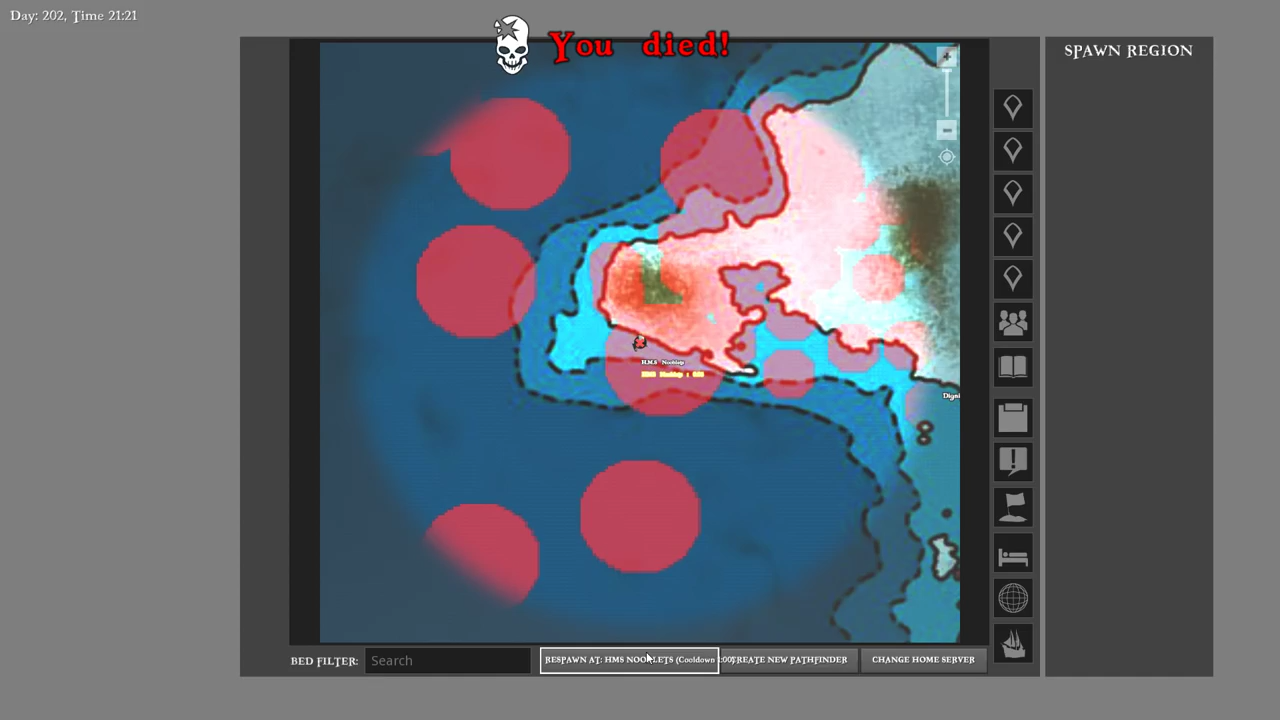 Day: 202, Time 21:21
You died!
SPAWN REGION
BED FILTER:
Search
RESPAWN AT: HMS NOOBLETS (Cooldown
CREATE NEW PATHFINDER
CHANGE HOME SERVER